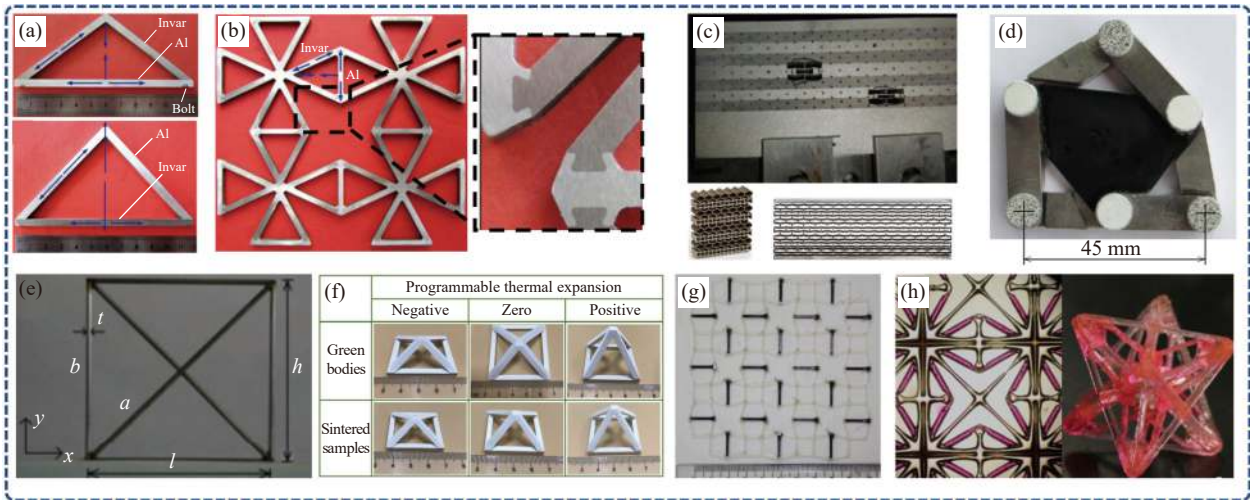 (a)
Invar
Al
Bolt
Al
Invar
(b)
Invar
Al
(c)
(d)
45 mm
(e)
t
b
h
a
y
x
l
(f)
Programmable thermal expansion
Negative
Zero
Positive
Green
bodies
Sintered
samples
(g)
(h)